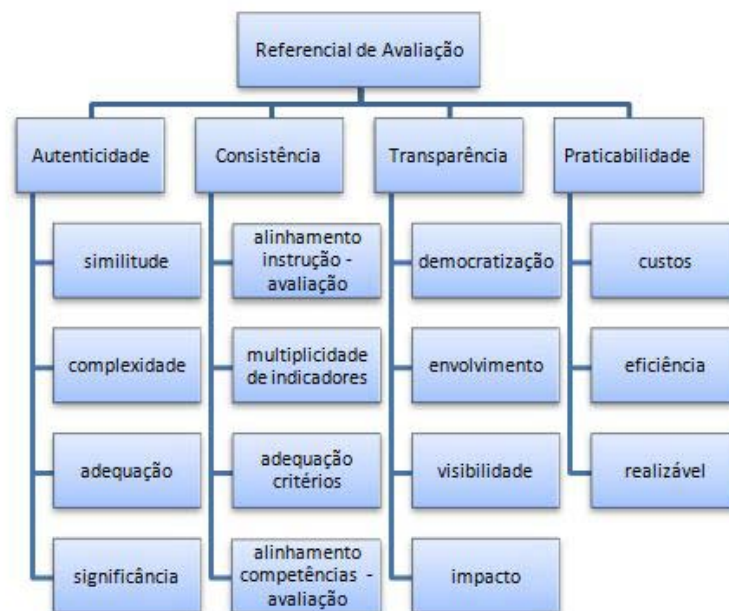 Referencial de Avaliação
Autenticidade
Consistência
Transparência
Praticabilidade
similitude
alinhamento
instrução -
avaliação
democratização
custos
complexidade
multiplicidade
de indicadores
envolvimento
eficiência
adequação
adequação
critérios
visibilidade
realizável
significância
alinhamento
competências -
avaliação
impacto